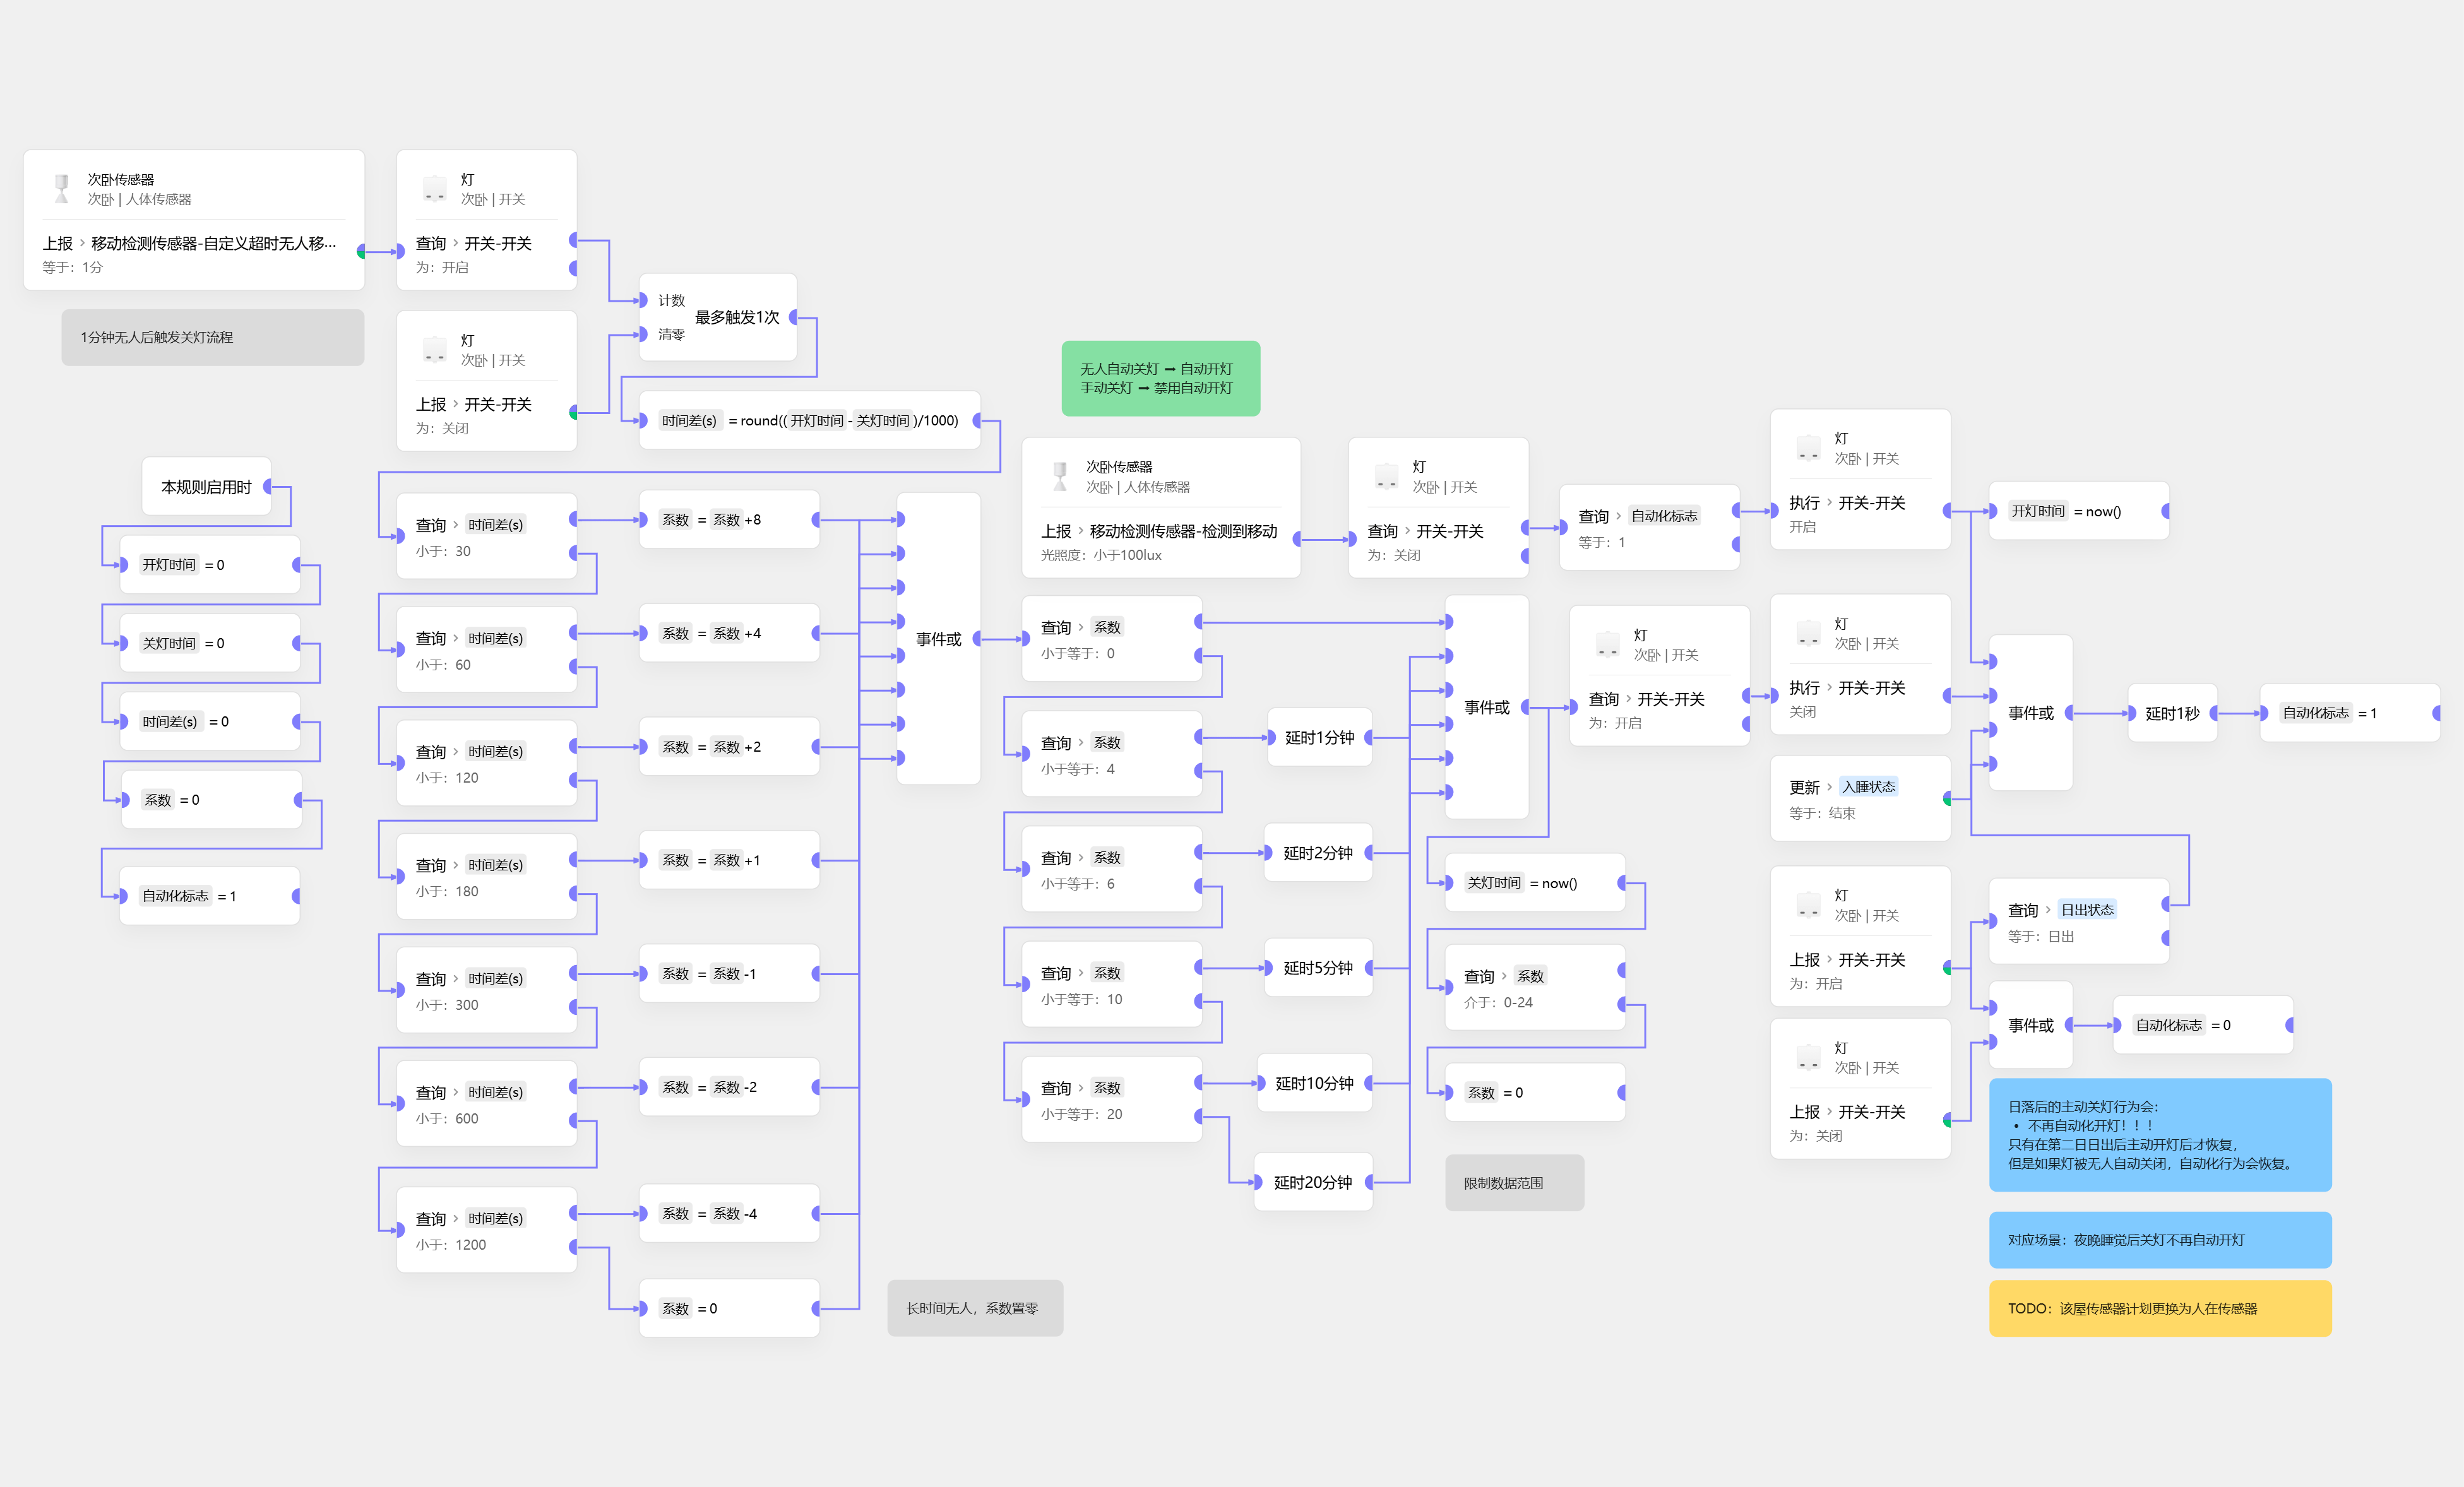 次卧传感器
次卧 | 人体传感器
上报 › 移动检测传感器-自定义超时无人移...
等于：1分
1分钟无人后触发关灯流程
灯
次卧 | 开关
查询 › 开关-开关
为：开启
灯
次卧 | 开关
上报 › 开关-开关
为：关闭
计数
清零
最多触发1次
时间差(s) = round(( 开灯时间 - 关灯时间 )/1000)
本规则启用时
开灯时间 = 0
关灯时间 = 0
时间差(s) = 0
系数 = 0
自动化标志 = 1
查询 › 时间差(s)
小于：30
系数 = 系数 +8
查询 › 时间差(s)
小于：60
系数 = 系数 +4
查询 › 时间差(s)
小于：120
系数 = 系数 +2
查询 › 时间差(s)
小于：180
系数 = 系数 +1
查询 › 时间差(s)
小于：300
系数 = 系数 -1
查询 › 时间差(s)
小于：600
系数 = 系数 -2
查询 › 时间差(s)
小于：1200
系数 = 系数 -4
系数 = 0
事件或
长时间无人，系数置零
无人自动关灯 ➡ 自动开灯
手动关灯 ➡ 禁用自动开灯
次卧传感器
次卧 | 人体传感器
上报 › 移动检测传感器-检测到移动
光照度：小于100lux
灯
次卧 | 开关
查询 › 开关-开关
为：关闭
查询 › 自动化标志
等于：1
灯
次卧 | 开关
执行 › 开关-开关
开启
开灯时间 = now()
查询 › 系数
小于等于：0
查询 › 系数
小于等于：4
延时1分钟
查询 › 系数
小于等于：6
延时2分钟
查询 › 系数
小于等于：10
延时5分钟
查询 › 系数
小于等于：20
延时10分钟
延时20分钟
事件或
灯
次卧 | 开关
查询 › 开关-开关
为：开启
关灯时间 = now()
查询 › 系数
介于：0-24
系数 = 0
限制数据范围
灯
次卧 | 开关
执行 › 开关-开关
关闭
更新 › 入睡状态
等于：结束
事件或
延时1秒
自动化标志 = 1
灯
次卧 | 开关
上报 › 开关-开关
为：开启
查询 › 日出状态
等于：日出
灯
次卧 | 开关
上报 › 开关-开关
为：关闭
事件或
自动化标志 = 0
日落后的主动关灯行为会：
• 不再自动化开灯！！！
只有在第二日日出后主动开灯后才恢复，
但是如果灯被无人自动关闭，自动化行为会恢复。
对应场景：夜晚睡觉后关灯不再自动开灯
TODO：该屋传感器计划更换为人在传感器